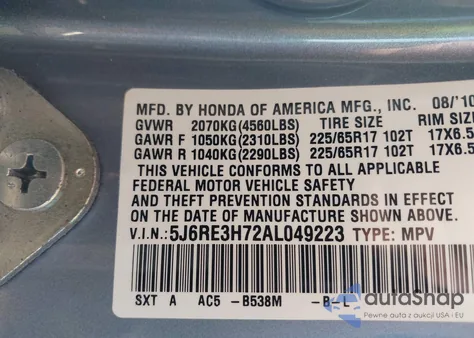 MFD. BY HONDA OF AMERICA MFG., INC. 08/'10
GVWR 2070KG(4560LBS) TIRE SIZE RIM SIZE
GAWR F 1050KG(2310LBS) 225/65R17 102T 17X6.5
GAWR R 1040KG(2290LBS) 225/65R17 102T 17X6.5
THIS VEHICLE CONFORMS TO ALL APPLICABLE
FEDERAL MOTOR VEHICLE SAFETY
AND THEFT PREVENTION STANDARDS IN EFFECT
ON THE DATE OF MANUFACTURE SHOWN ABOVE.
V.I.N.: 5J6RE3H72AL049223 TYPE: MPV
SXT A AC5 -B538M -B-L
autaShop
Pewne auta z aukcji USA i EU